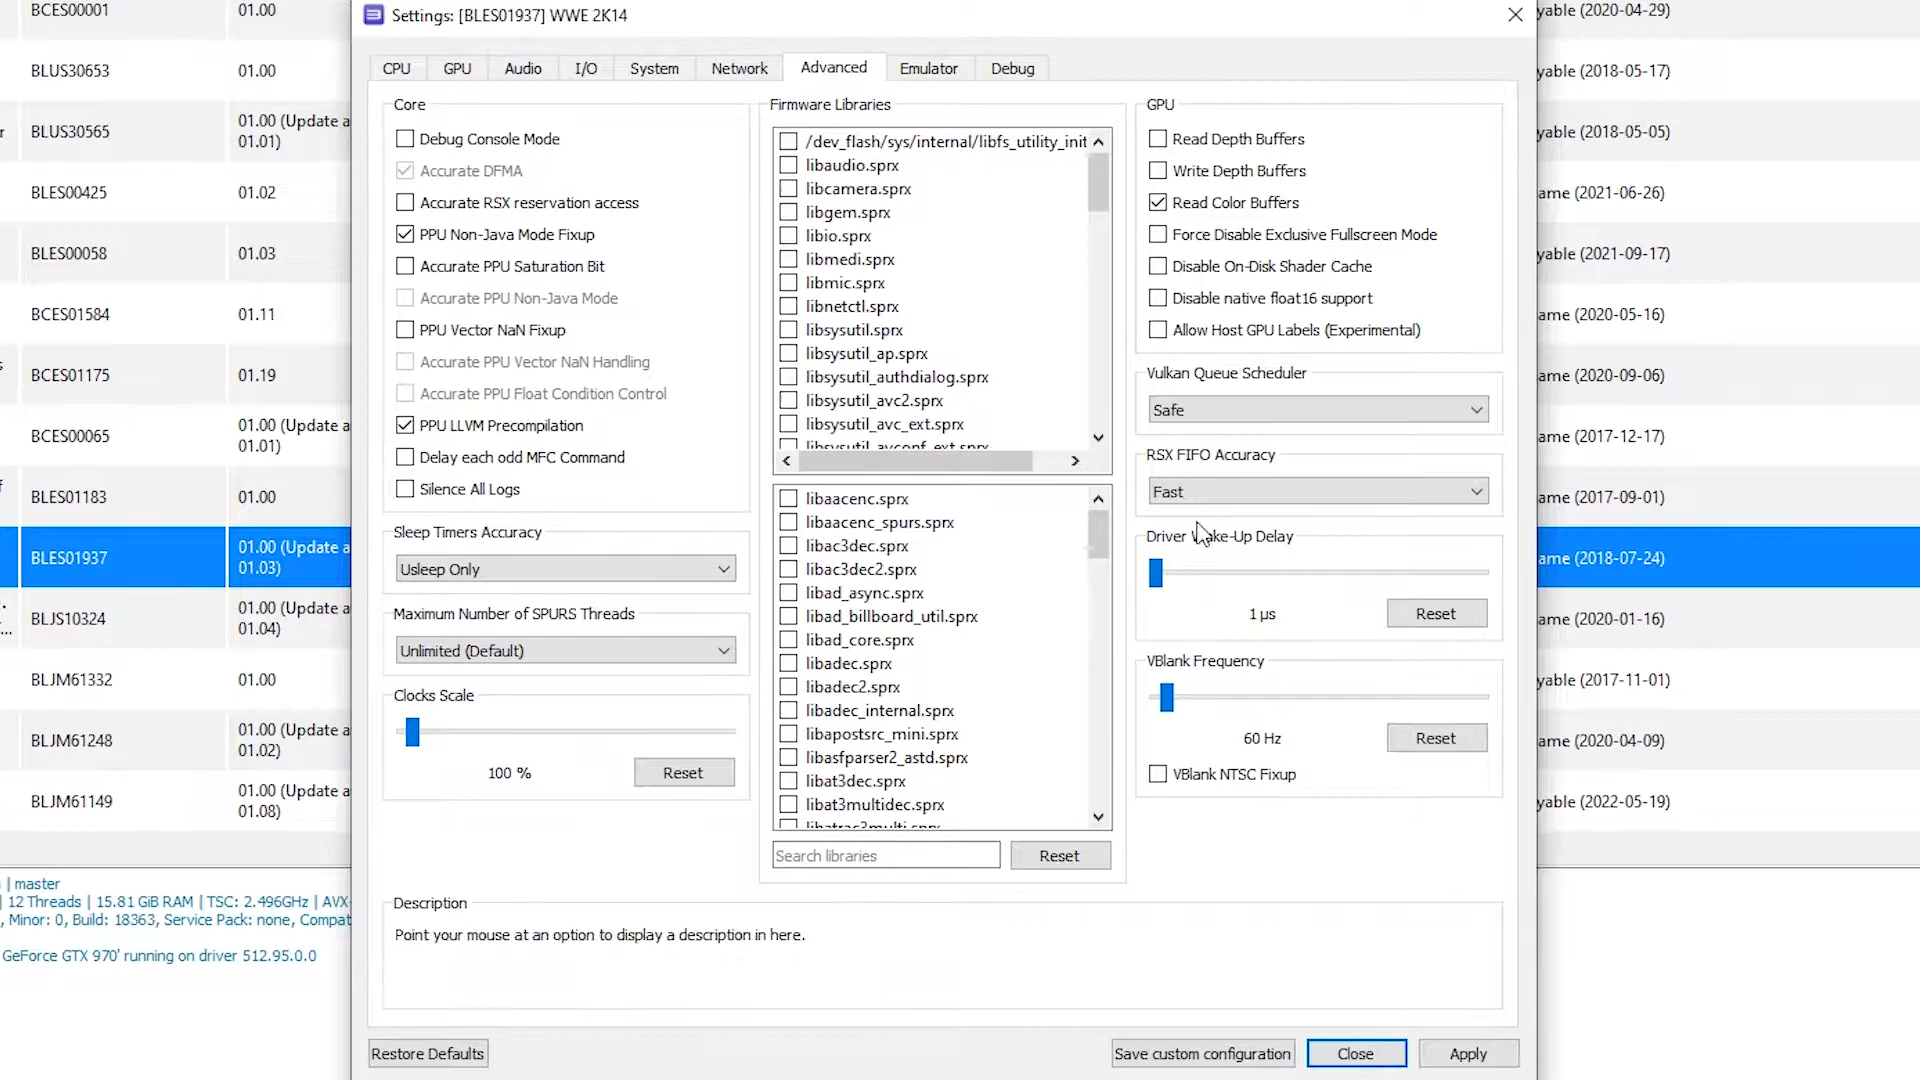 Settings: [BLES01937] WWE 2K14
CPU
GPU
Audio
I/O
System
Network
Advanced
Emulator
Debug
BCES00001
01.00
BLUS30653
01.00
r
BLUS30565
01.00 (Update a
01.01)
BLES00425
01.02
BLES00058
01.03
BCES01584
01.11
s
BCES01175
01.19
BCES00065
01.00 (Update a
01.01)
f
BLES01183
01.00
BLES01937
01.00 (Update a
01.03)
...
BLJS10324
01.00 (Update a
01.04)
BLJM61332
01.00
BLJM61248
01.00 (Update a
01.02)
BLJM61149
01.00 (Update a
01.08)
| master
| 12 Threads | 15.81 GiB RAM | TSC: 2.496GHz | AVX-
, Minor: 0, Build: 18363, Service Pack: none, Compat
GeForce GTX 970' running on driver 512.95.0.0
Core
Debug Console Mode
Accurate DFMA
Accurate RSX reservation access
PPU Non-Java Mode Fixup
Accurate PPU Saturation Bit
Accurate PPU Non-Java Mode
PPU Vector NaN Fixup
Accurate PPU Vector NaN Handling
Accurate PPU Float Condition Control
PPU LLVM Precompilation
Delay each odd MFC Command
Silence All Logs
Sleep Timers Accuracy
Usleep Only
Maximum Number of SPURS Threads
Unlimited (Default)
Clocks Scale
100 %
Reset
Firmware Libraries
/dev_flash/sys/internal/libfs_utility_init
libaudio.sprx
libcamera.sprx
libgem.sprx
libio.sprx
libmedi.sprx
libmic.sprx
libnetctl.sprx
libsysutil.sprx
libsysutil_ap.sprx
libsysutil_authdialog.sprx
libsysutil_avc2.sprx
libsysutil_avc_ext.sprx
libsysutil_avconf_ext.sprx
libaacenc.sprx
libaacenc_spurs.sprx
libac3dec.sprx
libac3dec2.sprx
libad_async.sprx
libad_billboard_util.sprx
libad_core.sprx
libadec.sprx
libadec2.sprx
libadec_internal.sprx
libapostsrc_mini.sprx
libasfparser2_astd.sprx
libat3dec.sprx
libat3multidec.sprx
libatrac3multi.sprx
Search libraries
Reset
GPU
Read Depth Buffers
Write Depth Buffers
Read Color Buffers
Force Disable Exclusive Fullscreen Mode
Disable On-Disk Shader Cache
Disable native float16 support
Allow Host GPU Labels (Experimental)
Vulkan Queue Scheduler
Safe
RSX FIFO Accuracy
Fast
Driver Wake-Up Delay
1 µs
Reset
VBlank Frequency
60 Hz
Reset
VBlank NTSC Fixup
Description
Point your mouse at an option to display a description in here.
Restore Defaults
Save custom configuration
Close
Apply
yable (2020-04-29)
yable (2018-05-17)
yable (2018-05-05)
ame (2021-06-26)
ame (2021-09-17)
ame (2020-05-16)
ame (2020-09-06)
ame (2017-12-17)
ame (2017-09-01)
ame (2018-07-24)
ame (2020-01-16)
yable (2017-11-01)
ame (2020-04-09)
yable (2022-05-19)